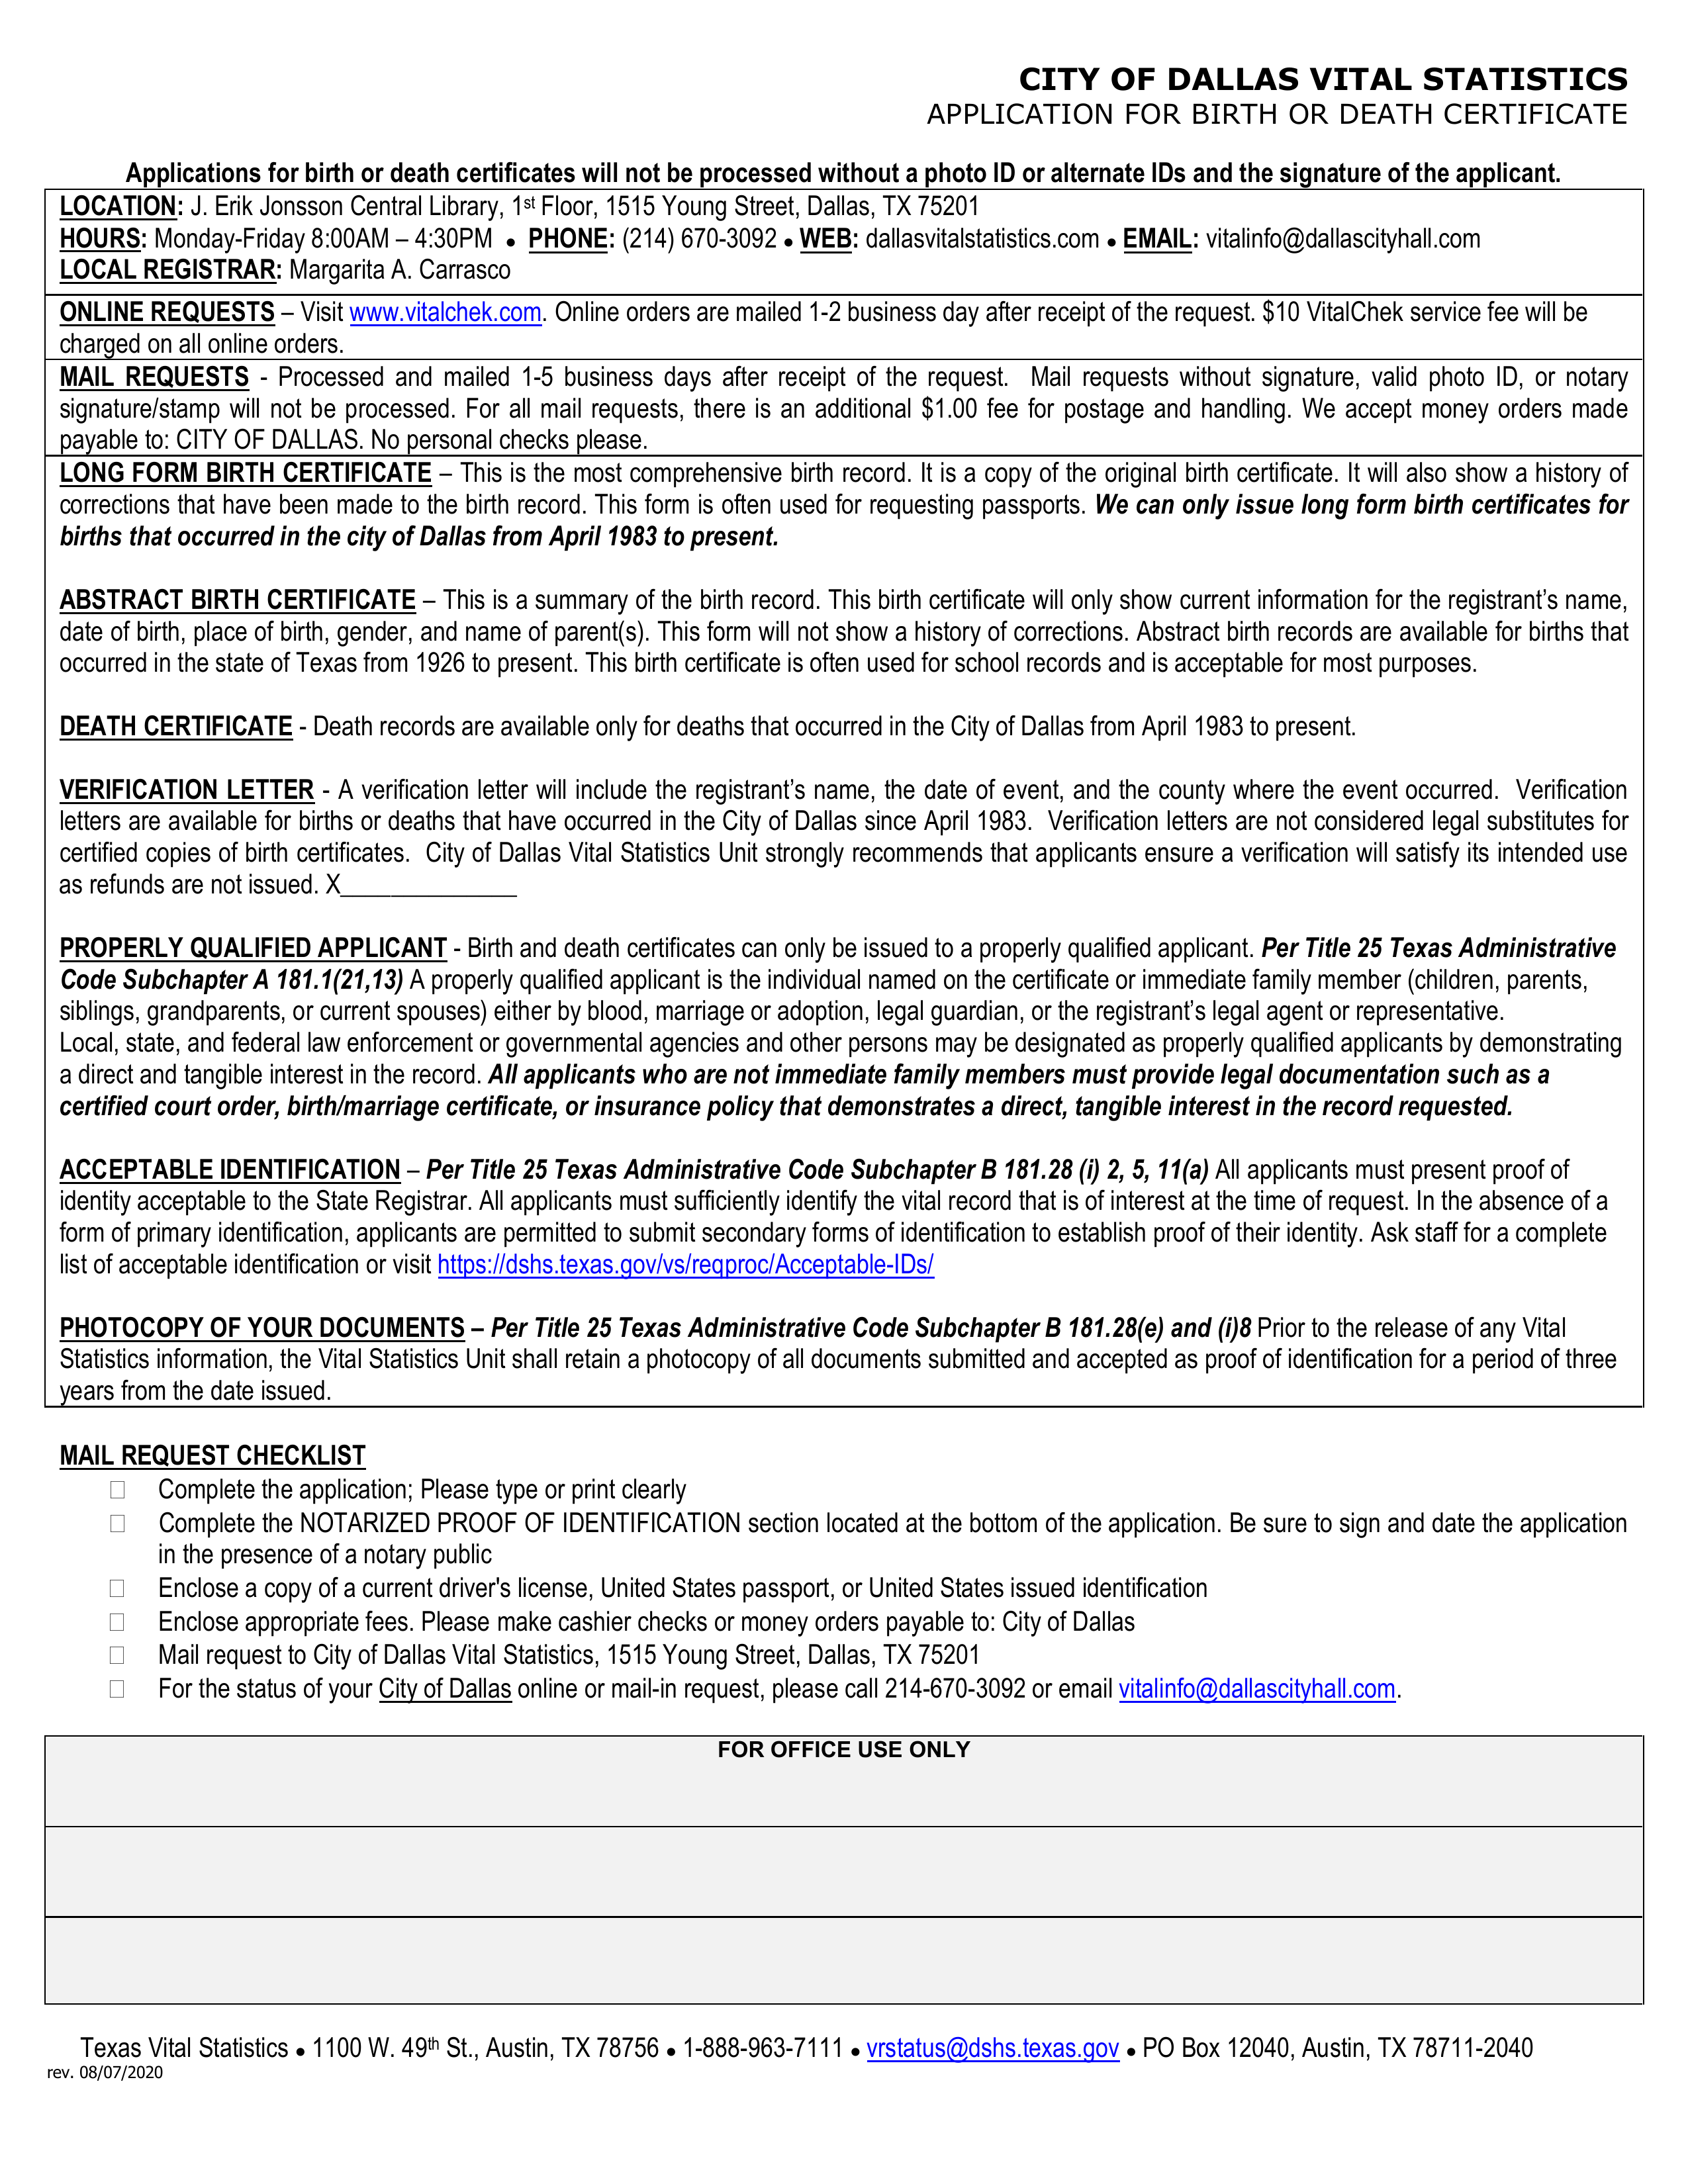 CITY OF DALLAS VITAL STATISTICS
APPLICATION FOR BIRTH OR DEATH CERTIFICATE
Applications for birth or death certificates will not be processed without a photo ID or alternate IDs and the signature of the applicant.
LOCATION: J. Erik Jonsson Central Library, 1st Floor, 1515 Young Street, Dallas, TX 75201
HOURS: Monday-Friday 8:00AM – 4:30PM • PHONE: (214) 670-3092 • WEB: dallasvitalstatistics.com • EMAIL: vitalinfo@dallascityhall.com
LOCAL REGISTRAR: Margarita A. Carrasco
ONLINE REQUESTS – Visit www.vitalchek.com. Online orders are mailed 1-2 business day after receipt of the request. $10 VitalChek service fee will be
charged on all online orders.
MAIL REQUESTS - Processed and mailed 1-5 business days after receipt of the request. Mail requests without signature, valid photo ID, or notary
signature/stamp will not be processed. For all mail requests, there is an additional $1.00 fee for postage and handling. We accept money orders made
payable to: CITY OF DALLAS. No personal checks please.
LONG FORM BIRTH CERTIFICATE – This is the most comprehensive birth record. It is a copy of the original birth certificate. It will also show a history of
corrections that have been made to the birth record. This form is often used for requesting passports. We can only issue long form birth certificates for
births that occurred in the city of Dallas from April 1983 to present.
ABSTRACT BIRTH CERTIFICATE – This is a summary of the birth record. This birth certificate will only show current information for the registrant’s name,
date of birth, place of birth, gender, and name of parent(s). This form will not show a history of corrections. Abstract birth records are available for births that
occurred in the state of Texas from 1926 to present. This birth certificate is often used for school records and is acceptable for most purposes.
DEATH CERTIFICATE - Death records are available only for deaths that occurred in the City of Dallas from April 1983 to present.
VERIFICATION LETTER - A verification letter will include the registrant’s name, the date of event, and the county where the event occurred. Verification
letters are available for births or deaths that have occurred in the City of Dallas since April 1983. Verification letters are not considered legal substitutes for
certified copies of birth certificates. City of Dallas Vital Statistics Unit strongly recommends that applicants ensure a verification will satisfy its intended use
as refunds are not issued. X______________
PROPERLY QUALIFIED APPLICANT - Birth and death certificates can only be issued to a properly qualified applicant. Per Title 25 Texas Administrative
Code Subchapter A 181.1(21,13) A properly qualified applicant is the individual named on the certificate or immediate family member (children, parents,
siblings, grandparents, or current spouses) either by blood, marriage or adoption, legal guardian, or the registrant’s legal agent or representative.
Local, state, and federal law enforcement or governmental agencies and other persons may be designated as properly qualified applicants by demonstrating
a direct and tangible interest in the record. All applicants who are not immediate family members must provide legal documentation such as a
certified court order, birth/marriage certificate, or insurance policy that demonstrates a direct, tangible interest in the record requested.
ACCEPTABLE IDENTIFICATION – Per Title 25 Texas Administrative Code Subchapter B 181.28 (i) 2, 5, 11(a) All applicants must present proof of
identity acceptable to the State Registrar. All applicants must sufficiently identify the vital record that is of interest at the time of request. In the absence of a
form of primary identification, applicants are permitted to submit secondary forms of identification to establish proof of their identity. Ask staff for a complete
list of acceptable identification or visit https://dshs.texas.gov/vs/reqproc/Acceptable-IDs/
PHOTOCOPY OF YOUR DOCUMENTS – Per Title 25 Texas Administrative Code Subchapter B 181.28(e) and (i)8 Prior to the release of any Vital
Statistics information, the Vital Statistics Unit shall retain a photocopy of all documents submitted and accepted as proof of identification for a period of three
years from the date issued.
MAIL REQUEST CHECKLIST
☐ Complete the application; Please type or print clearly
☐ Complete the NOTARIZED PROOF OF IDENTIFICATION section located at the bottom of the application. Be sure to sign and date the application
in the presence of a notary public
☐ Enclose a copy of a current driver's license, United States passport, or United States issued identification
☐ Enclose appropriate fees. Please make cashier checks or money orders payable to: City of Dallas
☐ Mail request to City of Dallas Vital Statistics, 1515 Young Street, Dallas, TX 75201
☐ For the status of your City of Dallas online or mail-in request, please call 214-670-3092 or email vitalinfo@dallascityhall.com.
FOR OFFICE USE ONLY
Texas Vital Statistics • 1100 W. 49th St., Austin, TX 78756 • 1-888-963-7111 • vrstatus@dshs.texas.gov • PO Box 12040, Austin, TX 78711-2040
rev. 08/07/2020